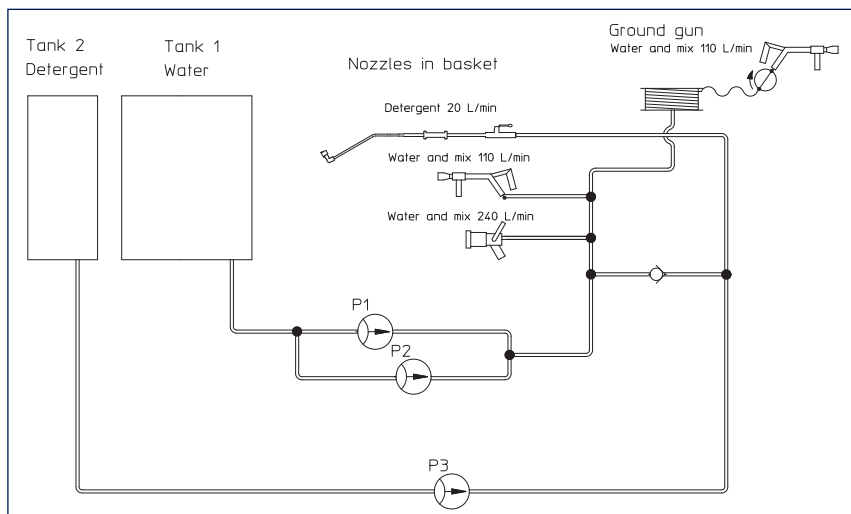 Tank 2
Detergent
Tank 1
Water
Nozzles in basket
Ground gun
Water and mix 110 L/min
Detergent 20 L/min
Water and mix 110 L/min
Water and mix 240 L/min
P1
P2
P3